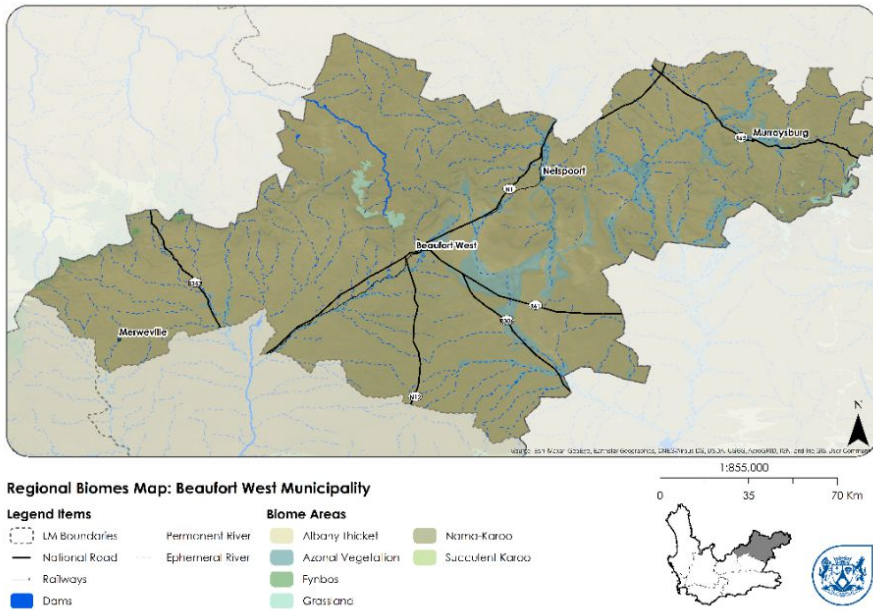 Murraysburg
R63
Nelspoort
N1
Beaufort West
R61
R306
Merweville
N12
N
1:855,000
0 35 70 Km
Regional Biomes Map: Beaufort West Municipality
Legend Items
LM Boundaries
National Road
Railways
Dams
Permanent River
Ephemeral River
Biome Areas
Albany Thicket
Azonal Vegetation
Fynbos
Grassland
Nama-Karoo
Succulent Karoo